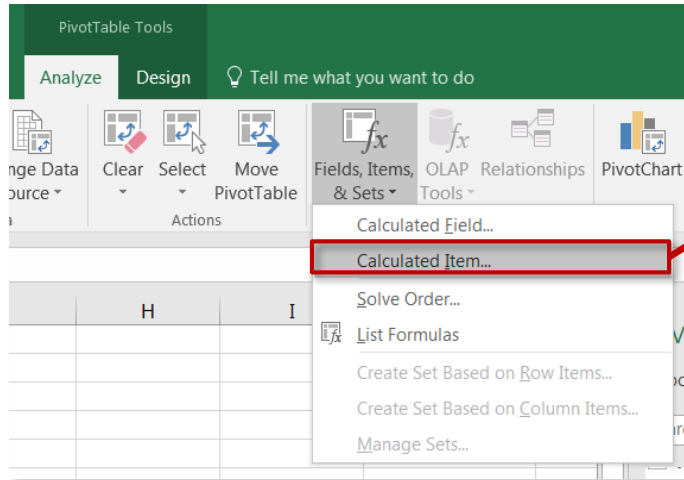 PivotTable Tools
Analyze Design Tell me what you want to do
nge Data Clear Select Move Fields, Items, OLAP Relationships PivotChart
ource PivotTable & Sets Tools
Actions
Calculated Field...
Calculated Item...
H I
Solve Order...
List Formulas
Create Set Based on Row Items...
Create Set Based on Column Items...
Manage Sets...